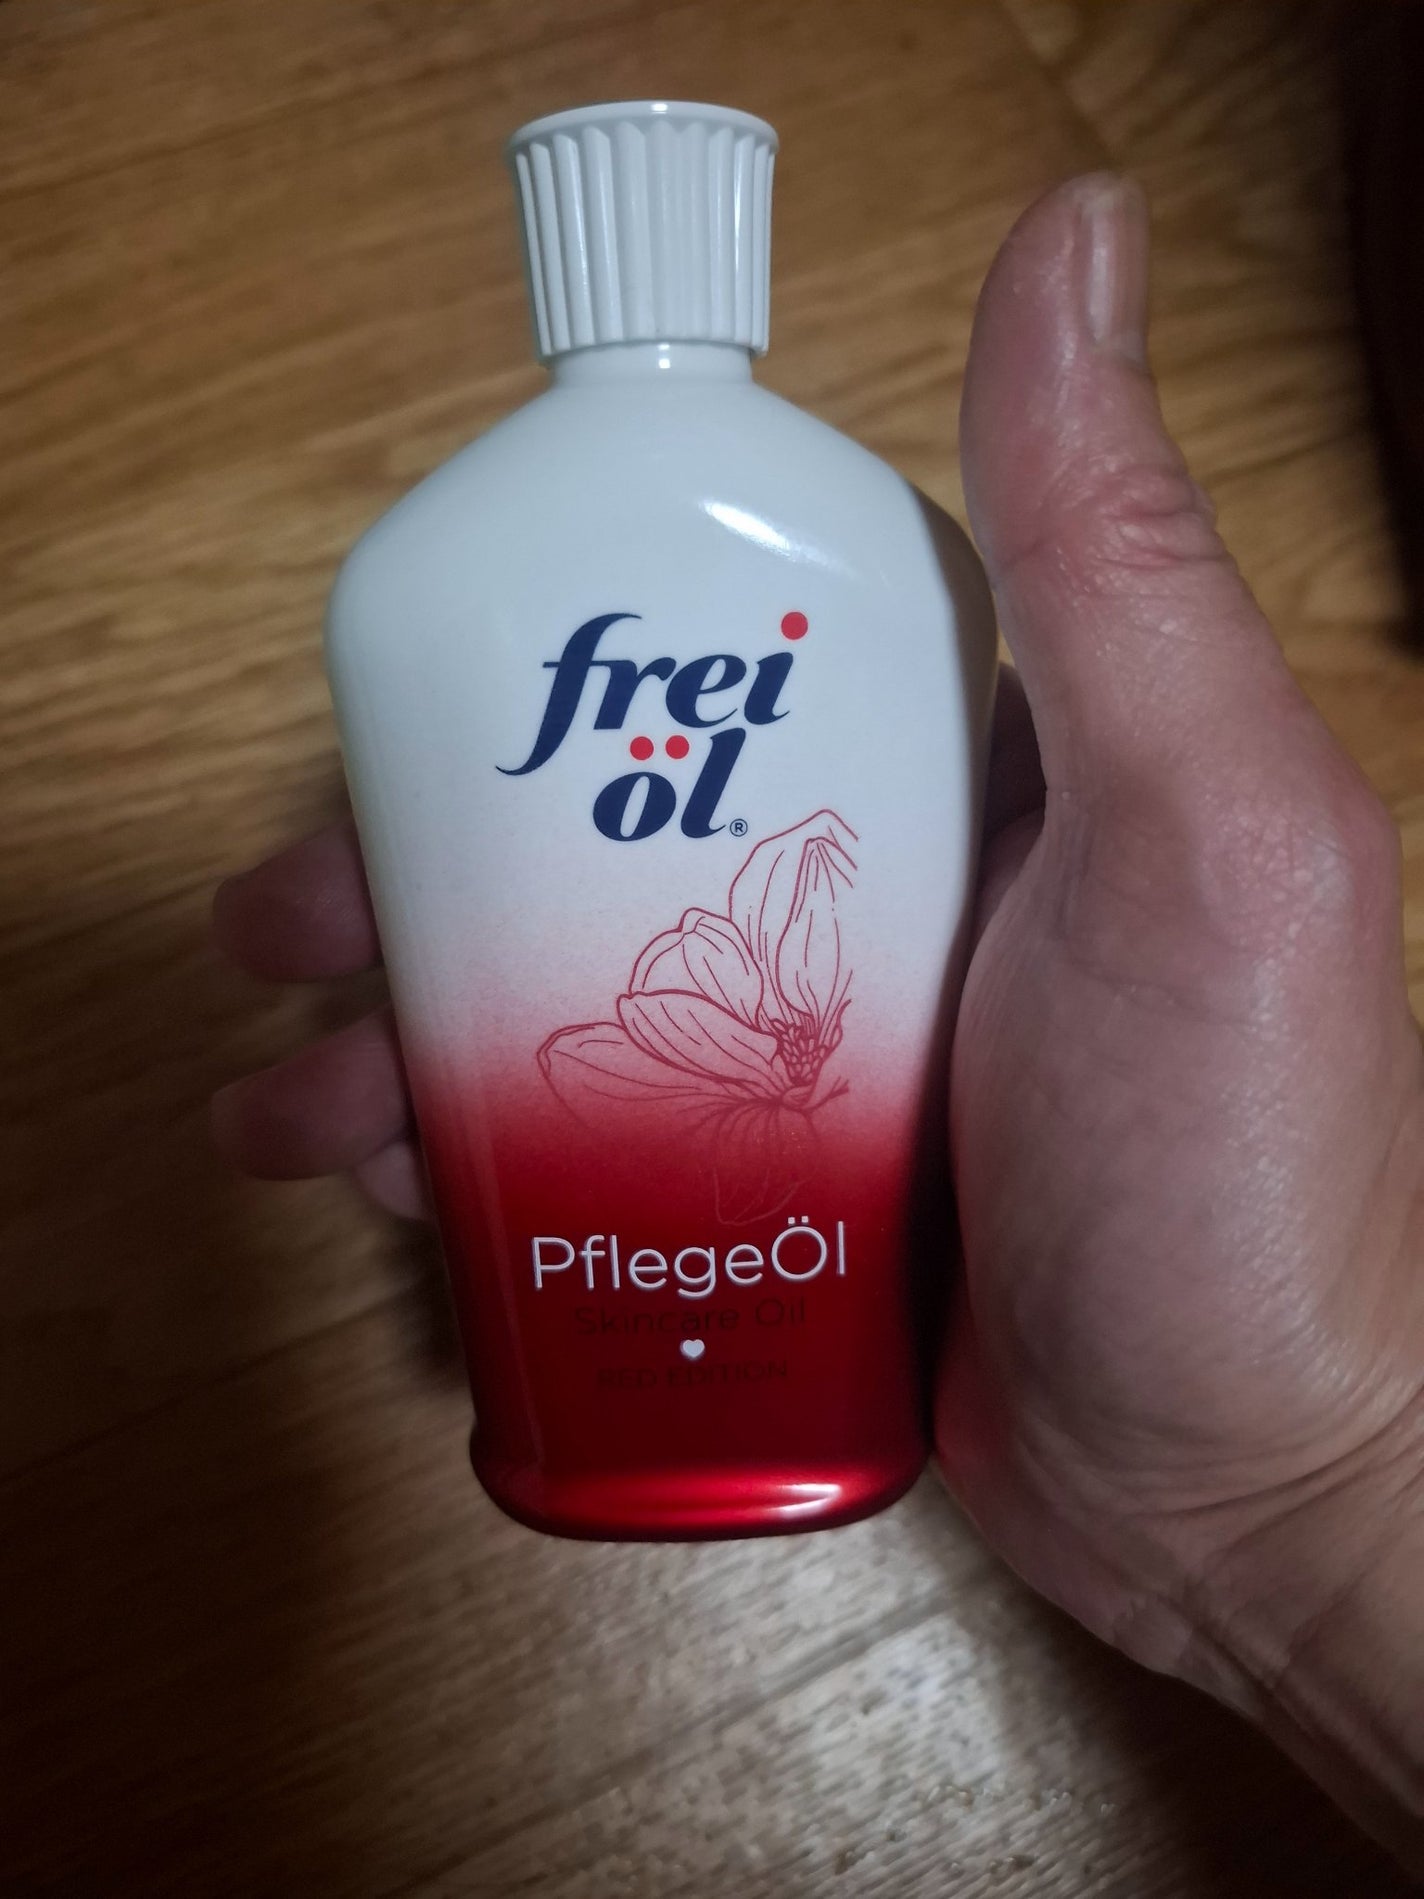 frei
öl®
PflegeÖl
Skincare Oil
RED EDITION